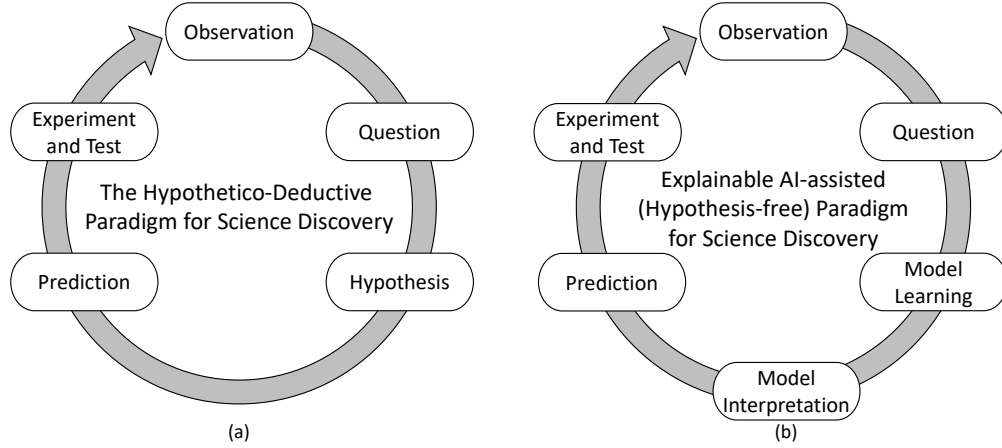 Observation
Question
Hypothesis
Prediction
Experiment
and Test
The Hypothetico-Deductive
Paradigm for Science Discovery
(a)
Observation
Question
Model
Learning
Model
Interpretation
Prediction
Experiment
and Test
Explainable AI-assisted
(Hypothesis-free) Paradigm
for Science Discovery
(b)